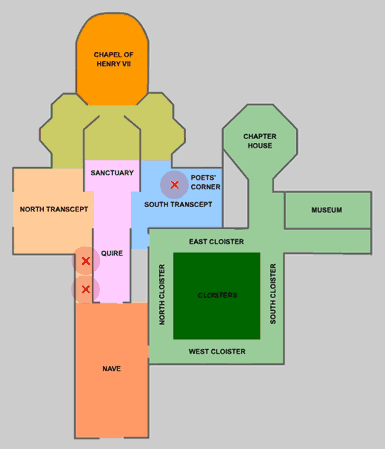 CHAPEL OF
HENRY VII
CHAPTER
HOUSE
SANCTUARY
POETS'
CORNER
NORTH TRANSCEPT
SOUTH TRANSCEPT
MUSEUM
EAST CLOISTER
QUIRE
NORTH CLOISTER
CLOISTERS
SOUTH CLOISTER
WEST CLOISTER
NAVE